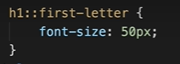 h1::first-letter {
    font-size: 50px;
}